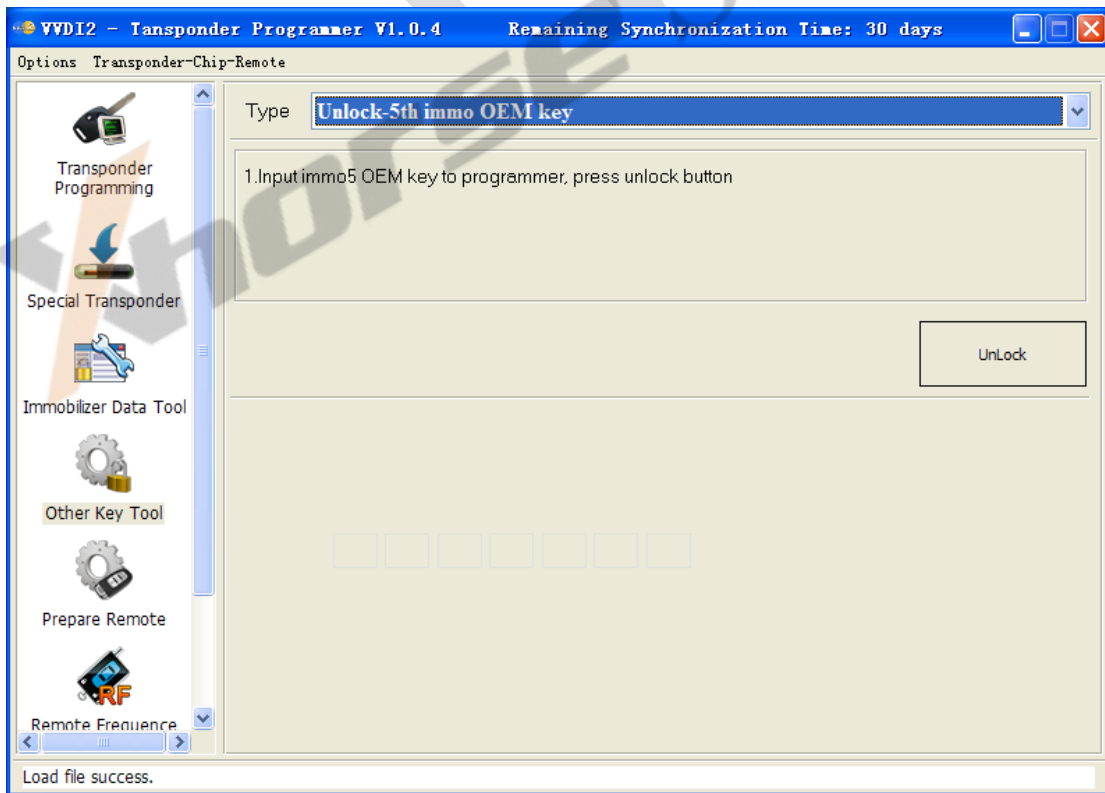 VVDI2 - Tansponder Programmer V1.0.4 Remaining Synchronization Time: 30 days
Options Transponder-Chip-Remote
Transponder
Programming
Special Transponder
Immobilizer Data Tool
Other Key Tool
Prepare Remote
RF
Remote Frequence
Type Unlock-5th immo OEM key
1.Input immo5 OEM key to programmer, press unlock button
UnLock
Load file success.